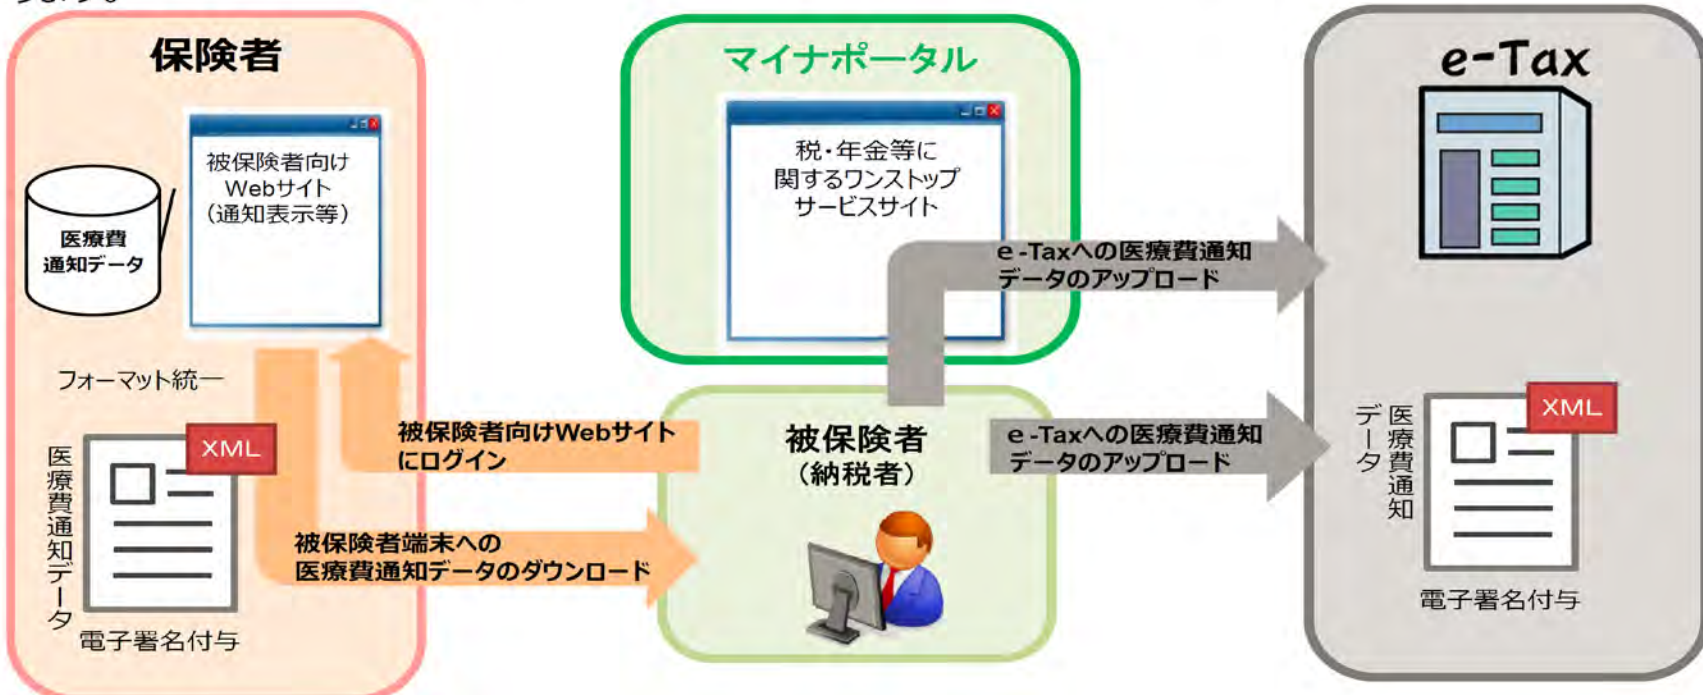 保険者
被保険者向け
Webサイト
（通知表示等）
医療費
通知データ
フォーマット統一
XML
医療費通知データ
電子署名付与
被保険者向けWebサイト
にログイン
被保険者端末への
医療費通知データのダウンロード
マイナポータル
税・年金等に
関するワンストップ
サービスサイト
e-Taxへの医療費通知
データのアップロード
被保険者
（納税者）
e-Taxへの医療費通知
データのアップロード
e-Tax
XML
医療費通知
データ
電子署名付与